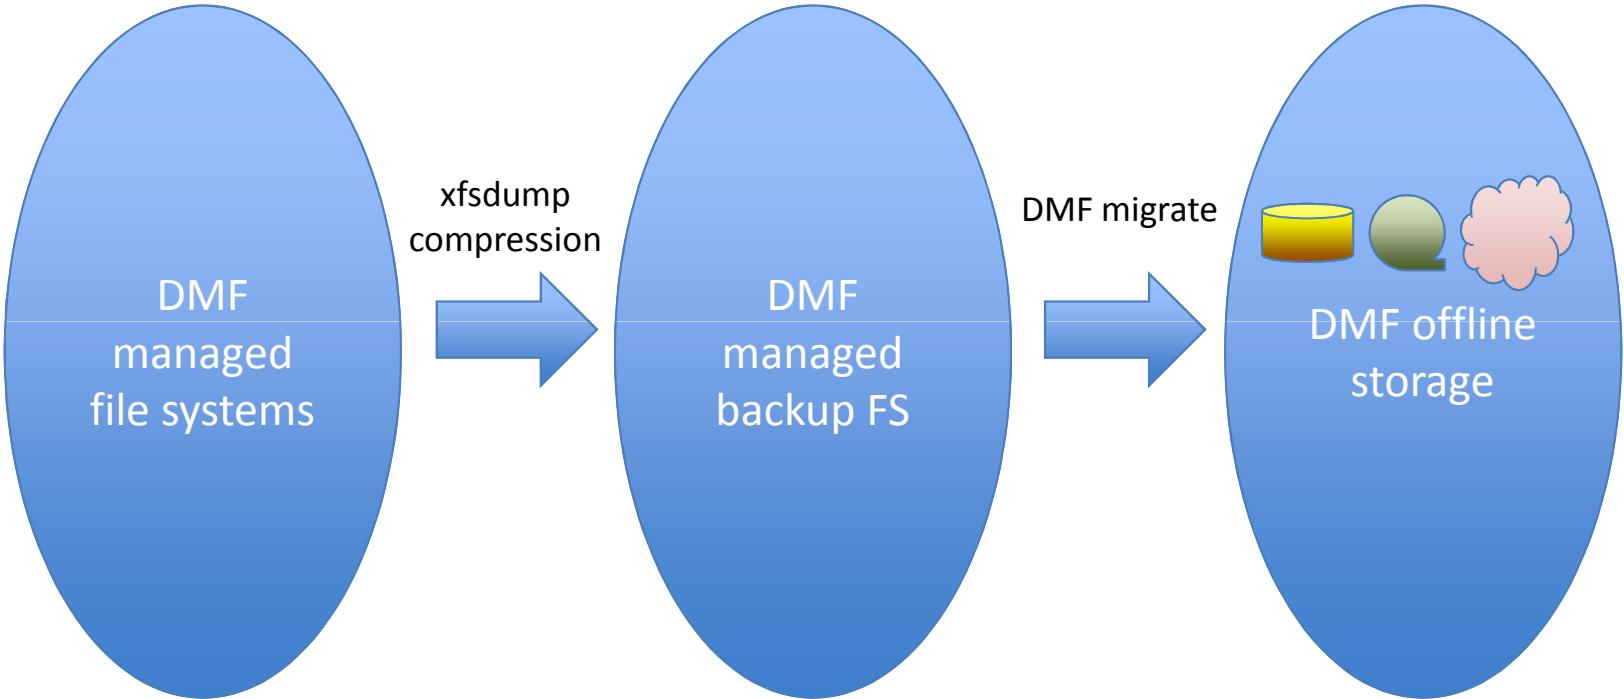 DMF
managed
file systems
xfsdump
compression
DMF
managed
backup FS
DMF migrate
DMF offline
storage